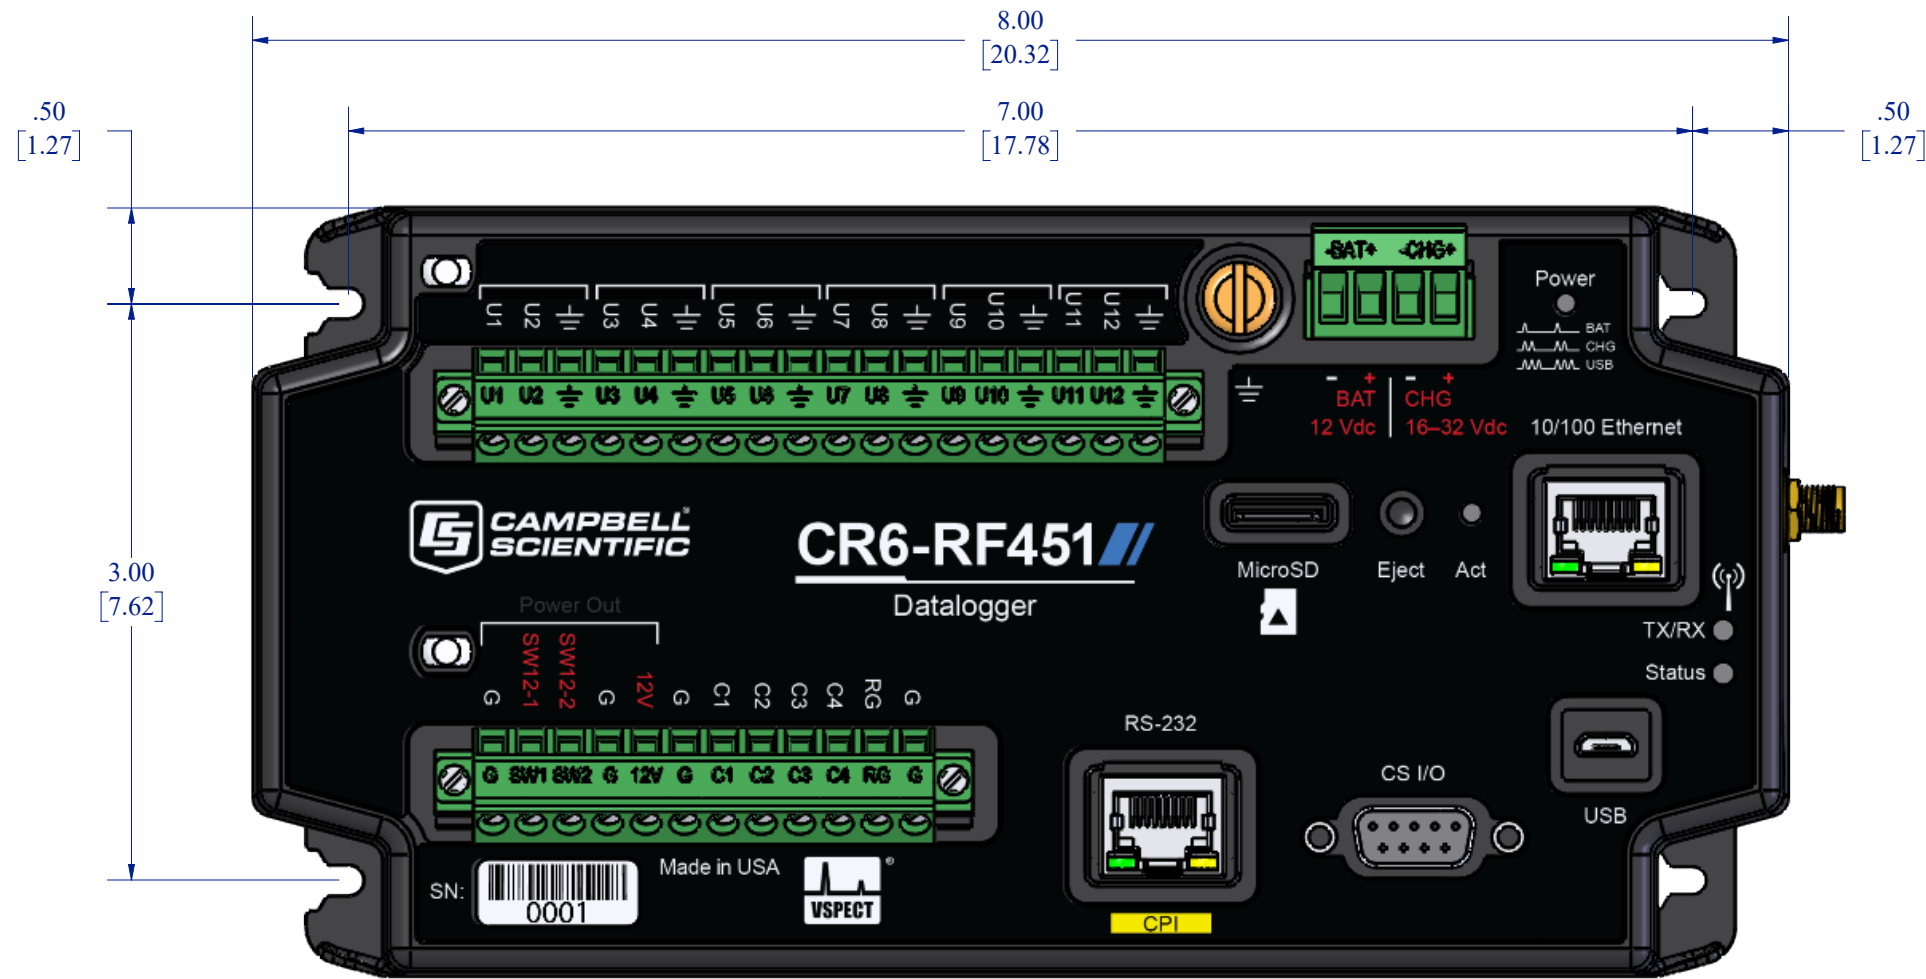 8.00
[20.32]
.50
[1.27]
7.00
[17.78]
.50
[1.27]
-BAT+ -CHG+
Power
BAT
CHG
USB
U1 U2 U3 U4 U5 U6 U7 U8 U9 U10 U11 U12
U1 U2 U3 U4 U5 U6 U7 U8 U9 U10 U11 U12
- + - +
BAT CHG
12 Vdc 16–32 Vdc
10/100 Ethernet
CS
CAMPBELL
SCIENTIFIC®
CR6-RF451
Datalogger
MicroSD
Eject
Act
3.00
[7.62]
Power Out
TX/RX
Status
G SW12-1 SW12-2 G 12V G C1 C2 C3 C4 RG G
G SW1 SW2 G 12V G C1 C2 C3 C4 RG G
RS-232
CS I/O
USB
SN:
0001
Made in USA
VSPECT
®
CPI